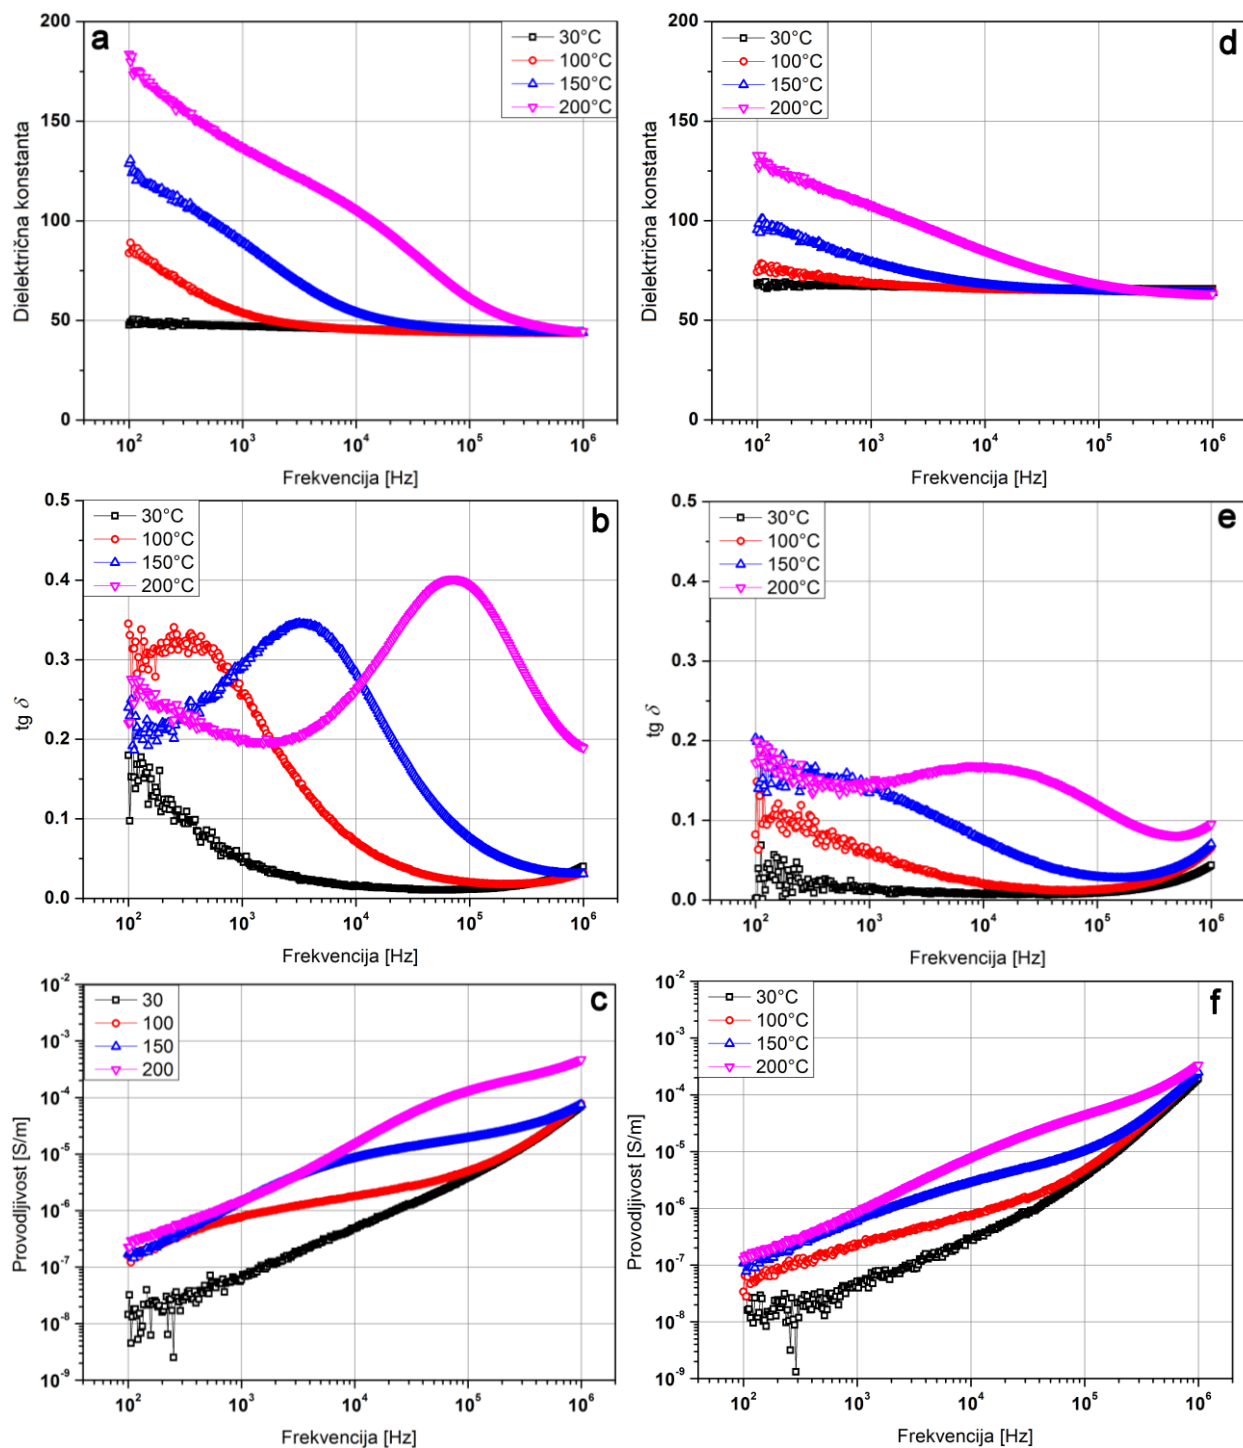 a
30°C
100°C
150°C
200°C
Dielektrična konstanta
200
150
100
50
0
10² 10³ 10⁴ 10⁵ 10⁶
Frekvencija [Hz]
d
30°C
100°C
150°C
200°C
Dielektrična konstanta
200
150
100
50
0
10² 10³ 10⁴ 10⁵ 10⁶
Frekvencija [Hz]
b
30°C
100°C
150°C
200°C
tg δ
0.5
0.4
0.3
0.2
0.1
0.0
10² 10³ 10⁴ 10⁵ 10⁶
Frekvencija [Hz]
e
30°C
100°C
150°C
200°C
tg δ
0.5
0.4
0.3
0.2
0.1
0.0
10² 10³ 10⁴ 10⁵ 10⁶
Frekvencija [Hz]
c
30
100
150
200
Provodljivost [S/m]
10⁻²
10⁻³
10⁻⁴
10⁻⁵
10⁻⁶
10⁻⁷
10⁻⁸
10⁻⁹
10² 10³ 10⁴ 10⁵ 10⁶
Frekvencija [Hz]
f
30°C
100°C
150°C
200°C
Provodljivost [S/m]
10⁻²
10⁻³
10⁻⁴
10⁻⁵
10⁻⁶
10⁻⁷
10⁻⁸
10⁻⁹
10² 10³ 10⁴ 10⁵ 10⁶
Frekvencija [Hz]